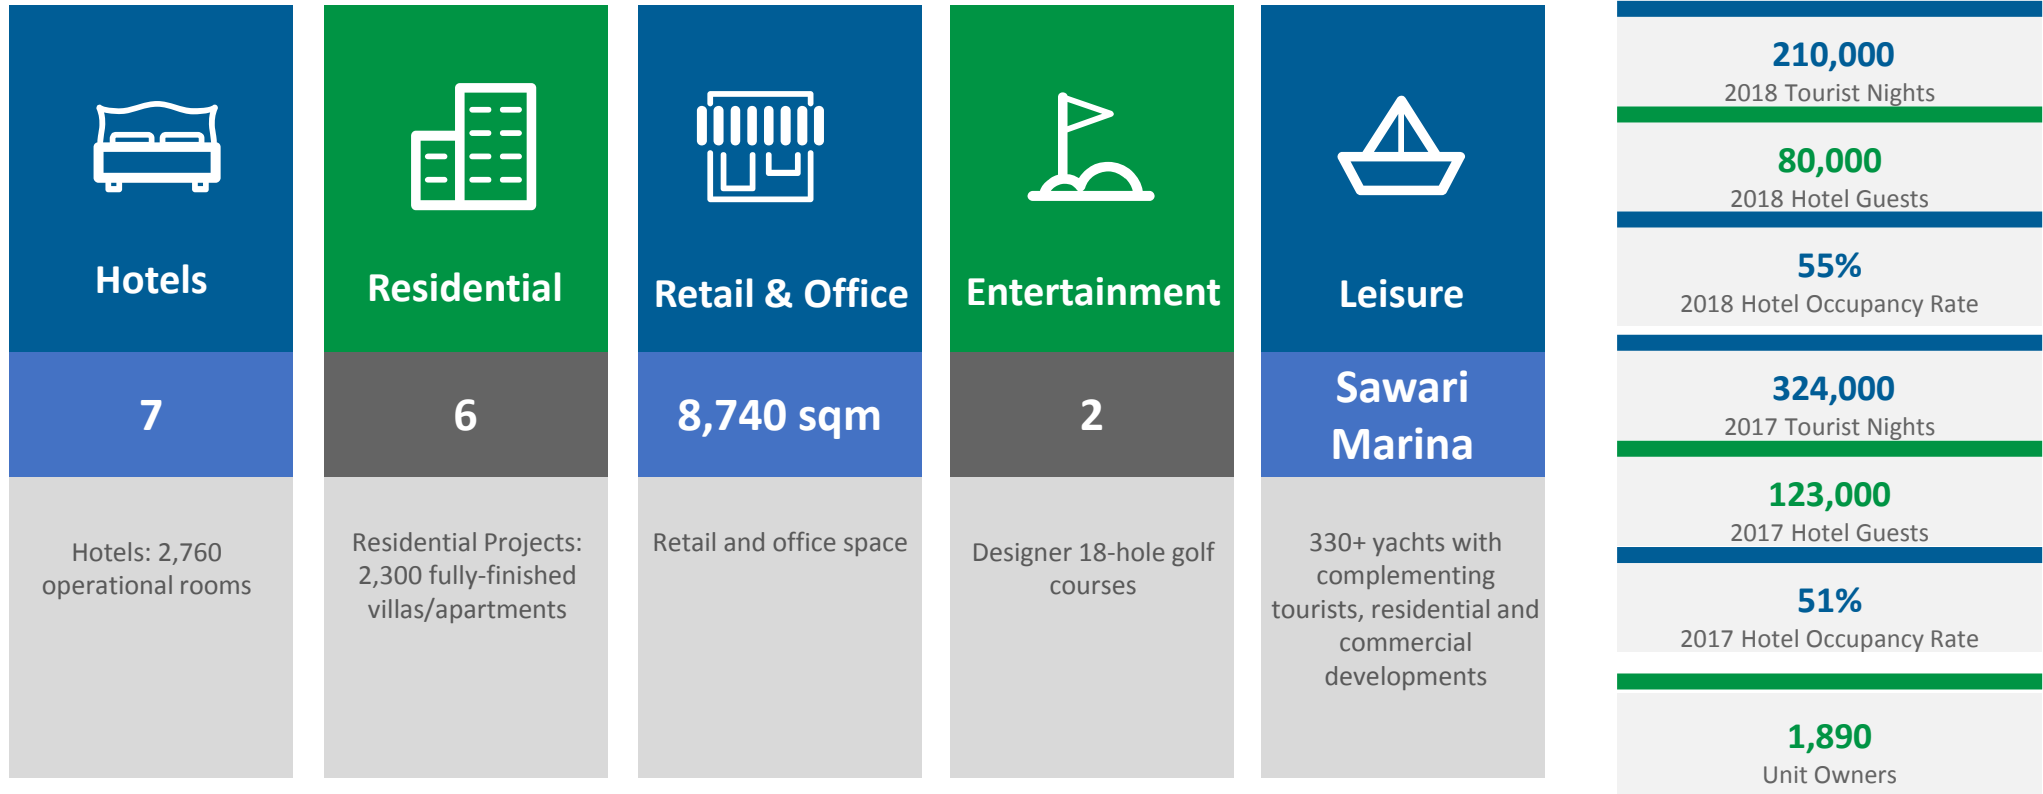 Hotels
7
Hotels: 2,760
operational rooms
Residential
6
Residential Projects:
2,300 fully-finished
villas/apartments
Retail & Office
8,740 sqm
Retail and office space
Entertainment
2
Designer 18-hole golf
courses
Leisure
Sawari
Marina
330+ yachts with
complementing
tourists, residential and
commercial
developments
210,000
2018 Tourist Nights
80,000
2018 Hotel Guests
55%
2018 Hotel Occupancy Rate
324,000
2017 Tourist Nights
123,000
2017 Hotel Guests
51%
2017 Hotel Occupancy Rate
1,890
Unit Owners